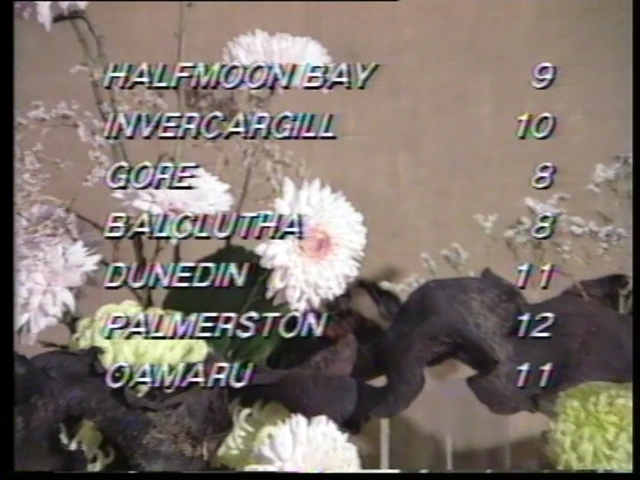 HALFMOON BAY 9
INVERCARGILL 10
GORE 8
BALCLUTHA 8
DUNEDIN 11
PALMERSTON 12
OAMARU 11